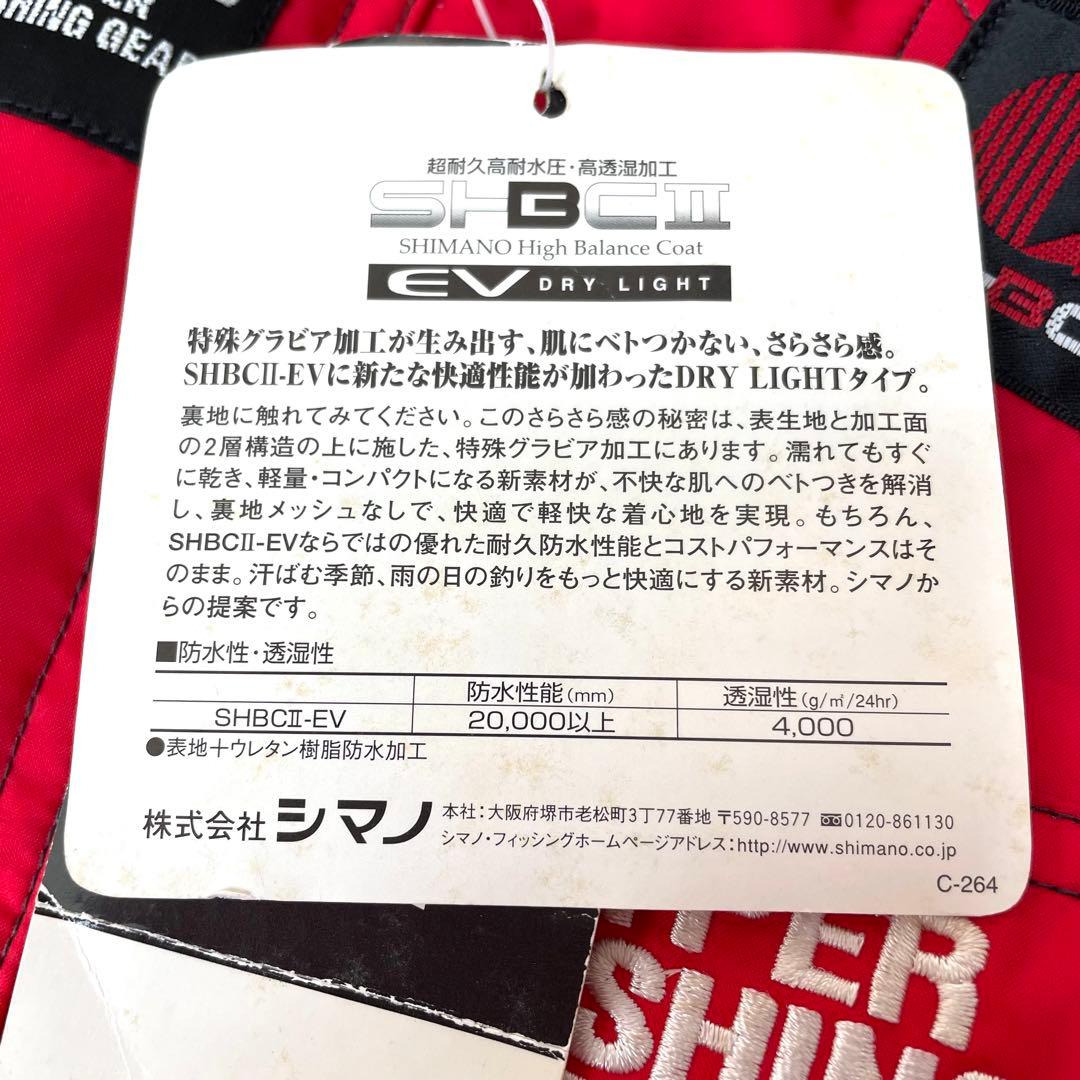 HING GEAR
超耐久高耐水圧・高透湿加工
SHBCⅡ
SHIMANO High Balance Coat
EV DRY LIGHT
特殊グラビア加工が生み出す、肌にベトつかない、さらさら感。
SHBCⅡ-EVに新たな快適性能が加わったDRY LIGHTタイプ。
裏地に触れてみてください。このさらさら感の秘密は、表生地と加工面
の2層構造の上に施した、特殊グラビア加工にあります。濡れてもすぐ
に乾き、軽量・コンパクトになる新素材が、不快な肌へのベトつきを解消
し、裏地メッシュなしで、快適で軽快な着心地を実現。もちろん、
SHBCⅡ-EVならではの優れた耐久防水性能とコストパフォーマンスはそ
のまま。汗ばむ季節、雨の日の釣りをもっと快適にする新素材。シマノか
らの提案です。
■防水性・透湿性
防水性能(mm) 透湿性(g/㎡/24hr)
SHBCⅡ-EV 20,000以上 4,000
●表地＋ウレタン樹脂防水加工
株式会社 シマノ
本社：大阪府堺市老松町3丁77番地 〒590-8577 0120-861130
シマノ・フィッシングホームページアドレス：http://www.shimano.co.jp
C-264